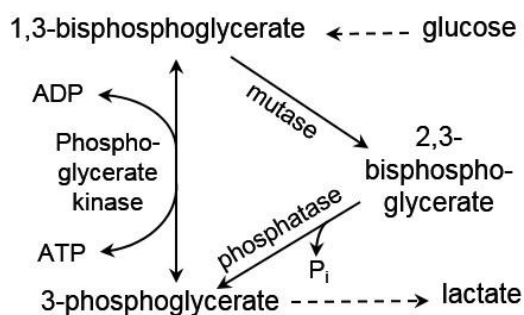 1,3-bisphosphoglycerate
glucose
ADP
mutase
Phospho-
glycerate
kinase
2,3-
bisphospho-
glycerate
phosphatase
ATP
Pi
3-phosphoglycerate
lactate